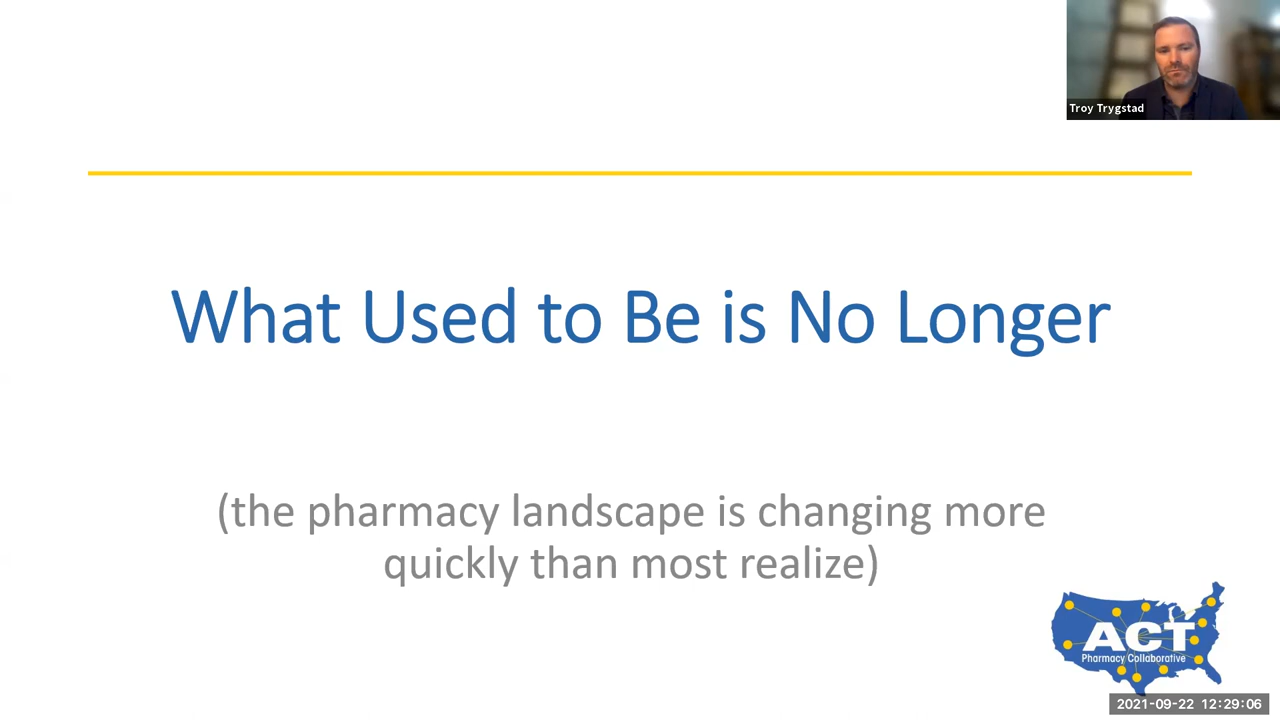 Troy Trygstad
What Used to Be is No Longer
(the pharmacy landscape is changing more
quickly than most realize)
ACT
Pharmacy Collaborative
2021-09-22 12:29:06